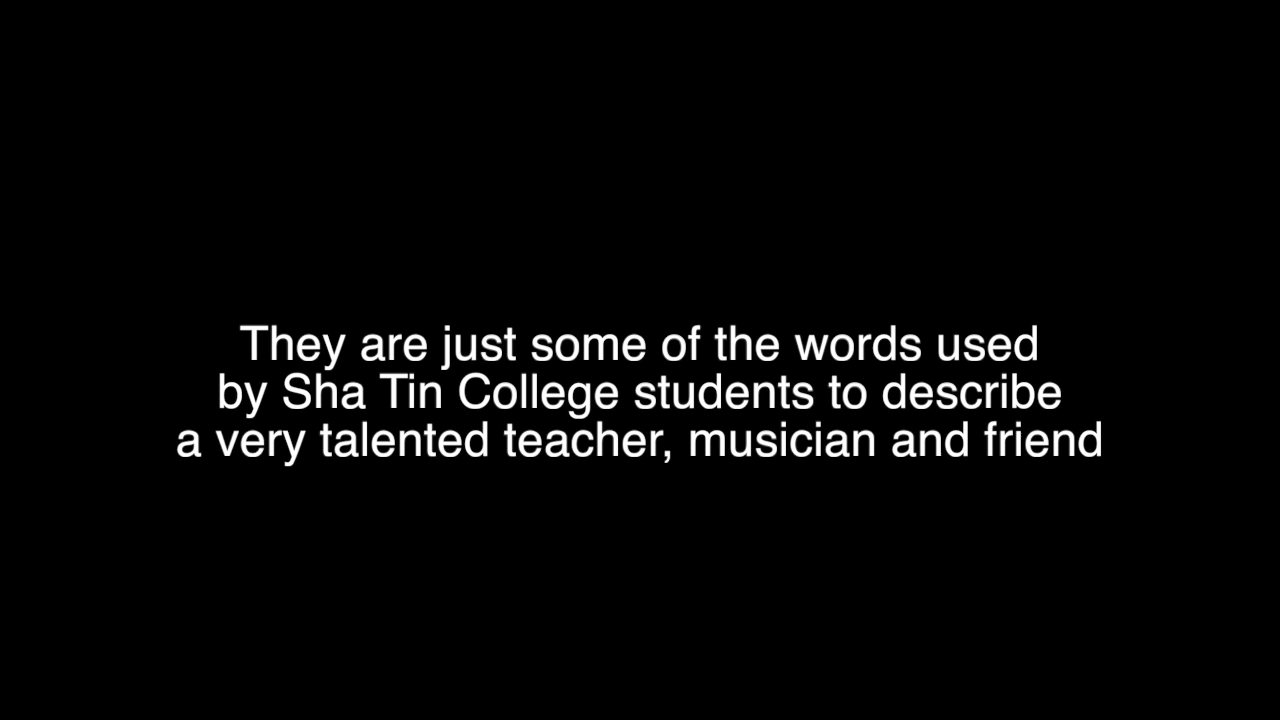 They are just some of the words used
by Sha Tin College students to describe
a very talented teacher, musician and friend